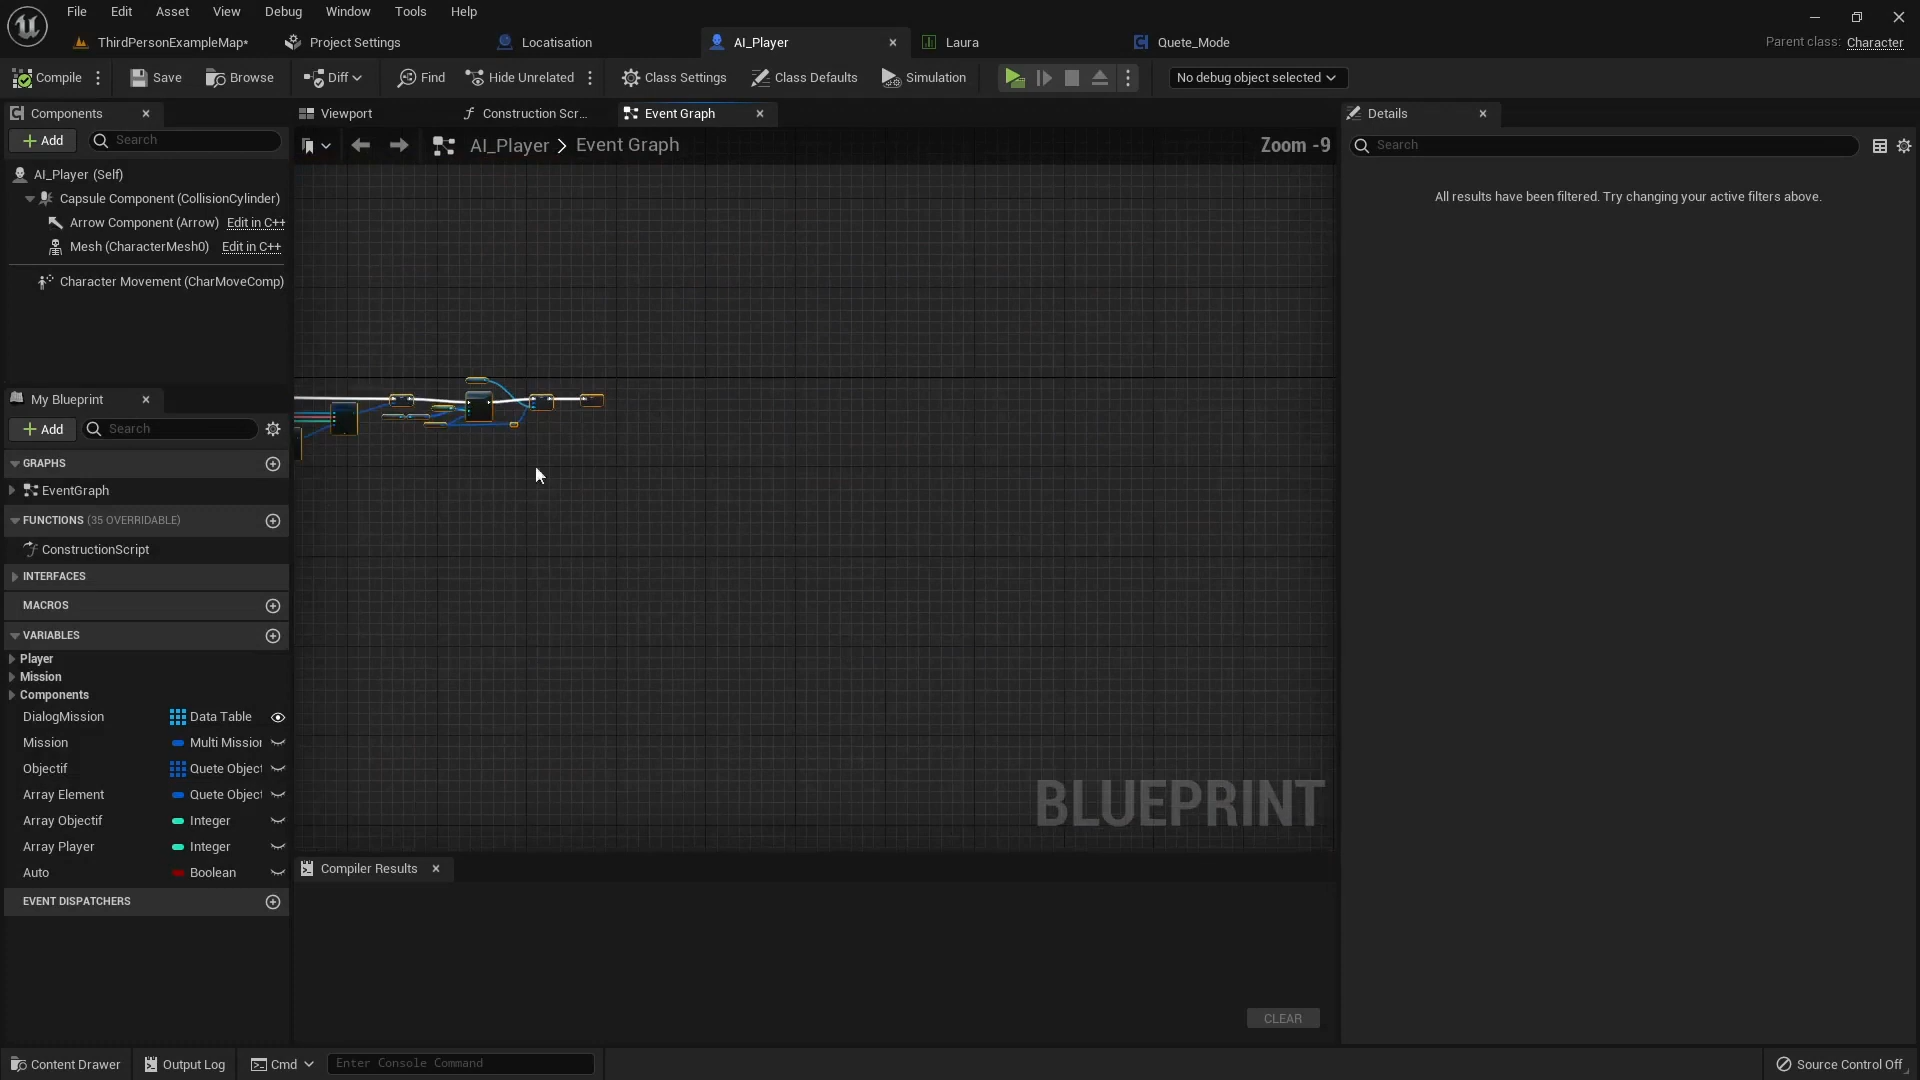 File
Edit
Asset
View
Debug
Window
Tools
Help
ThirdPersonExampleMap*
Project Settings
Locatisation
AI_Player
Laura
Quete_Mode
Parent class: Character
Compile
Save
Browse
Diff
Find
Hide Unrelated
Class Settings
Class Defaults
Simulation
No debug object selected
Components
Viewport
Construction Scr...
Event Graph
Details
Add
Search
AI_Player > Event Graph
Zoom -9
Search
AI_Player (Self)
All results have been filtered. Try changing your active filters above.
Capsule Component (CollisionCylinder)
Arrow Component (Arrow) Edit in C++
Mesh (CharacterMesh0) Edit in C++
Character Movement (CharMoveComp)
My Blueprint
Add
Search
GRAPHS
EventGraph
FUNCTIONS (35 OVERRIDABLE)
ConstructionScript
INTERFACES
MACROS
VARIABLES
Player
Mission
Components
DialogMission Data Table
Mission Multi Mission
Objectif Quete Object
Array Element Quete Object
Array Objectif Integer
Array Player Integer
Auto Boolean
EVENT DISPATCHERS
BLUEPRINT
Compiler Results
CLEAR
Content Drawer
Output Log
Cmd
Enter Console Command
Source Control Off